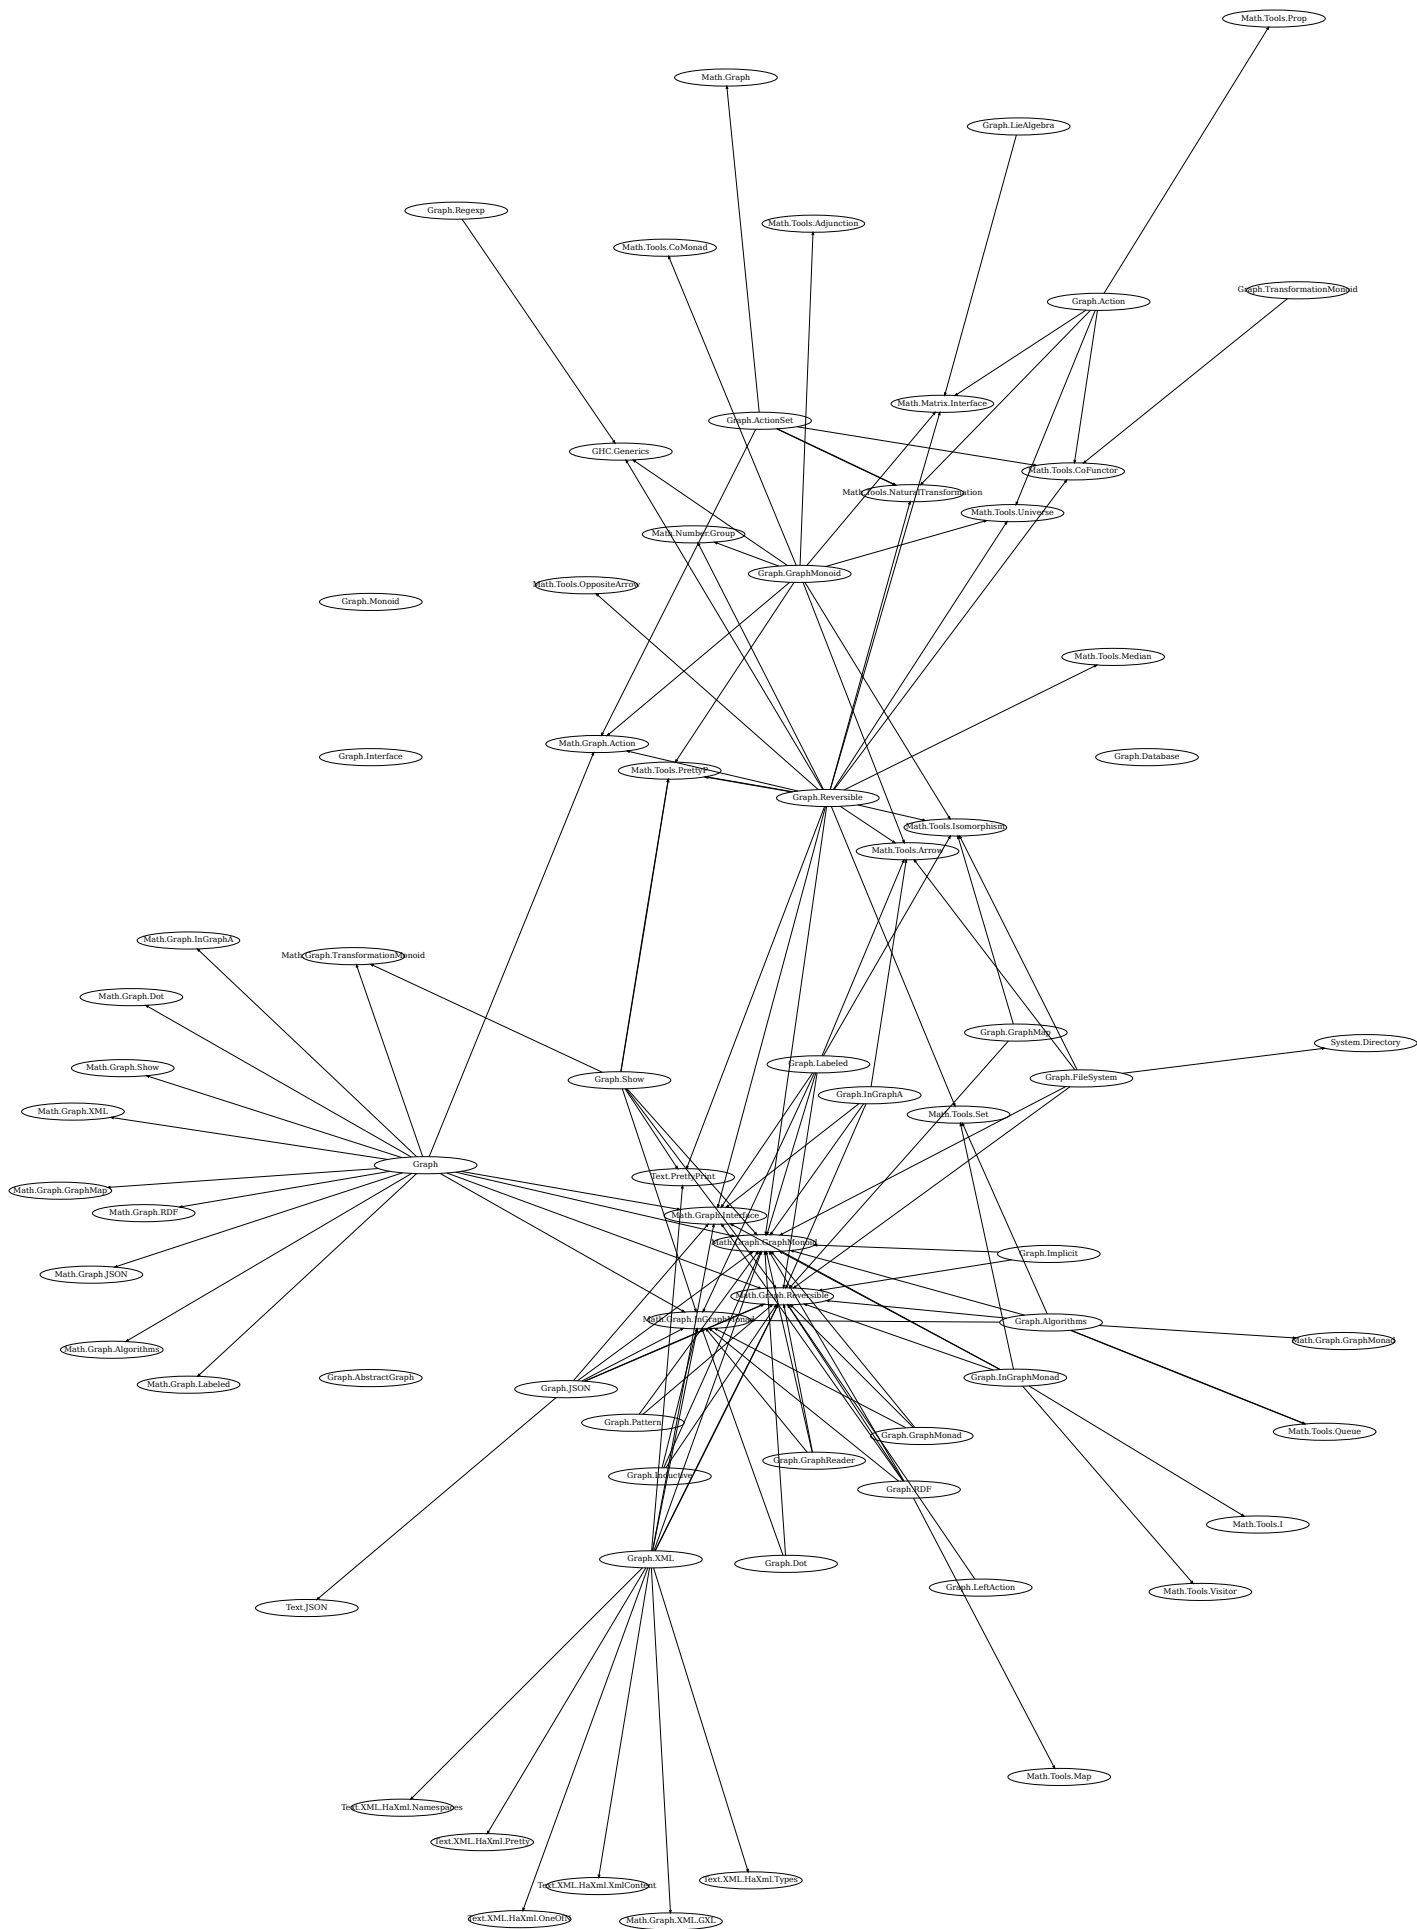 Math.Tools.Prop
Math.Graph
Graph.LieAlgebra
Graph.Regexp
Math.Tools.Adjunction
Math.Tools.CoMonad
Graph.TransformationMonoid
Graph.Action
Math.Matrix.Interface
Graph.ActionSet
GHC.Generics
Math.Tools.CoFunctor
Math.Tools.NaturalTransformation
Math.Tools.Universe
Math.Number.Group
Graph.GraphMonoid
Math.Tools.OppositeArrow
Graph.Monoid
Math.Tools.Median
Math.Graph.Action
Graph.Interface
Graph.Database
Math.Tools.PrettyP
Graph.Reversible
Math.Tools.Isomorphism
Math.Tools.Arrow
Math.Graph.InGraphA
Math.Graph.TransformationMonoid
Math.Graph.Dot
Graph.GraphMap
System.Directory
Math.Graph.Show
Graph.Labeled
Graph.Show
Graph.FileSystem
Graph.InGraphA
Math.Graph.XML
Math.Tools.Set
Graph
Text.PrettyPrint
Math.Graph.GraphMap
Math.Graph.RDF
Math.Graph.Interface
Math.Graph.GraphMonoid
Graph.Implicit
Math.Graph.JSON
Math.Graph.Reversible
Math.Graph.InGraphMonad
Graph.Algorithms
Math.Graph.GraphMonad
Math.Graph.Algorithms
Graph.AbstractGraph
Graph.InGraphMonad
Math.Graph.Labeled
Graph.JSON
Graph.Pattern
Math.Tools.Queue
Graph.GraphMonad
Graph.GraphReader
Graph.Inductive
Graph.RDF
Math.Tools.I
Graph.XML
Graph.Dot
Graph.LeftAction
Math.Tools.Visitor
Text.JSON
Math.Tools.Map
Text.XML.HaXml.Namespaces
Text.XML.HaXml.Pretty
Text.XML.HaXml.Types
Text.XML.HaXml.XmlContent
Text.XML.HaXml.OneOfN
Math.Graph.XML.GXL